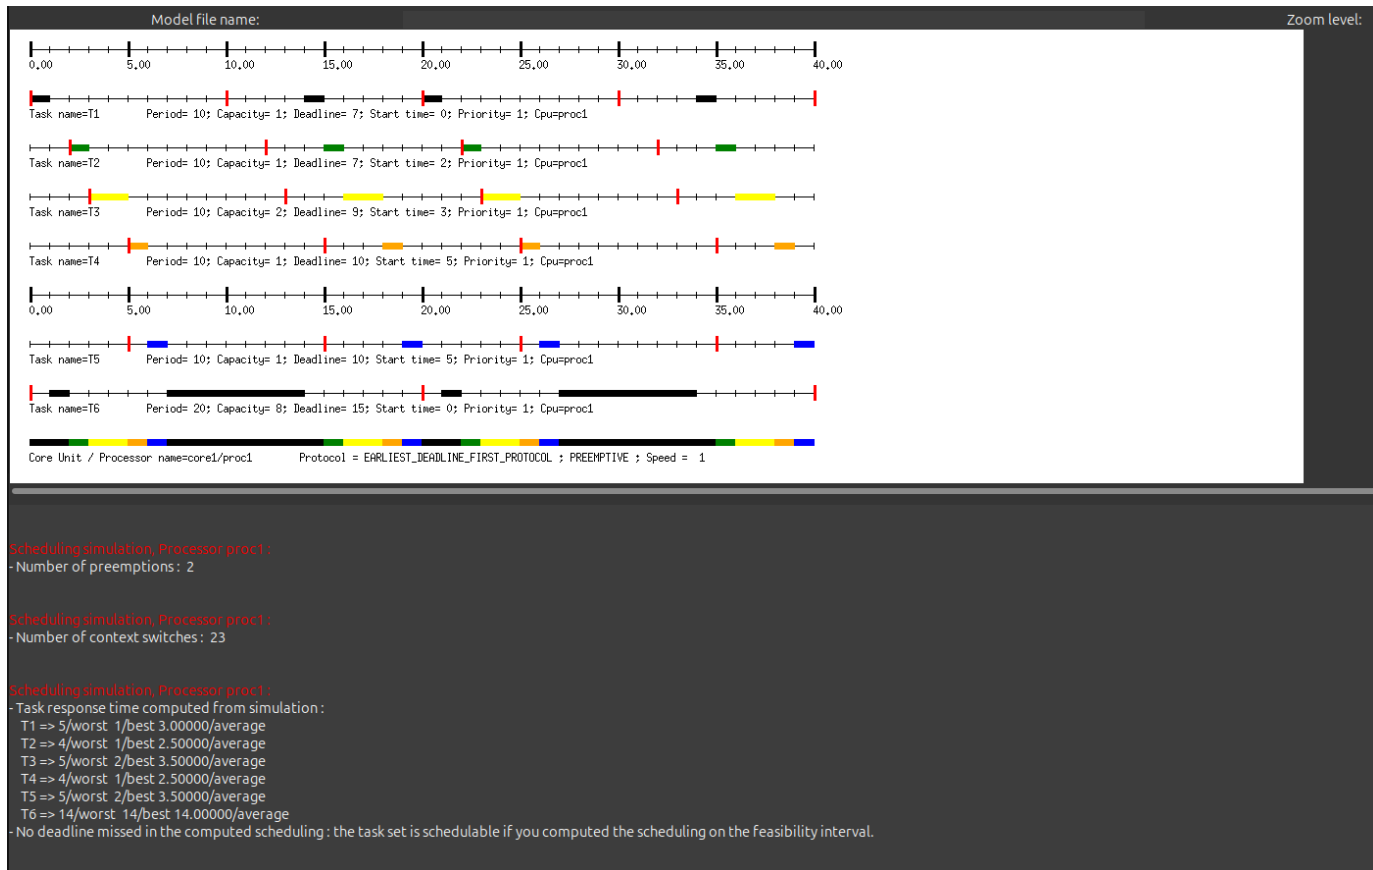 Model file name: Zoom level:
0.00 5.00 10.00 15.00 20.00 25.00 30.00 35.00 40.00
Task name=T1 Period= 10; Capacity= 1; Deadline= 7; Start time= 0; Priority= 1; Cpu=proc1
Task name=T2 Period= 10; Capacity= 1; Deadline= 7; Start time= 2; Priority= 1; Cpu=proc1
Task name=T3 Period= 10; Capacity= 2; Deadline= 9; Start time= 3; Priority= 1; Cpu=proc1
Task name=T4 Period= 10; Capacity= 1; Deadline= 10; Start time= 5; Priority= 1; Cpu=proc1
0.00 5.00 10.00 15.00 20.00 25.00 30.00 35.00 40.00
Task name=T5 Period= 10; Capacity= 1; Deadline= 10; Start time= 5; Priority= 1; Cpu=proc1
Task name=T6 Period= 20; Capacity= 8; Deadline= 15; Start time= 0; Priority= 1; Cpu=proc1
Core Unit / Processor name=core1/proc1 Protocol = EARLIEST_DEADLINE_FIRST_PROTOCOL ; PREEMPTIVE ; Speed = 1
Scheduling simulation, Processor proc1 :
- Number of preemptions : 2
Scheduling simulation, Processor proc1 :
- Number of context switches : 23
Scheduling simulation, Processor proc1 :
- Task response time computed from simulation :
T1 => 5/worst 1/best 3.00000/average
T2 => 4/worst 1/best 2.50000/average
T3 => 5/worst 2/best 3.50000/average
T4 => 4/worst 1/best 2.50000/average
T5 => 5/worst 2/best 3.50000/average
T6 => 14/worst 14/best 14.00000/average
- No deadline missed in the computed scheduling : the task set is schedulable if you computed the scheduling on the feasibility interval.